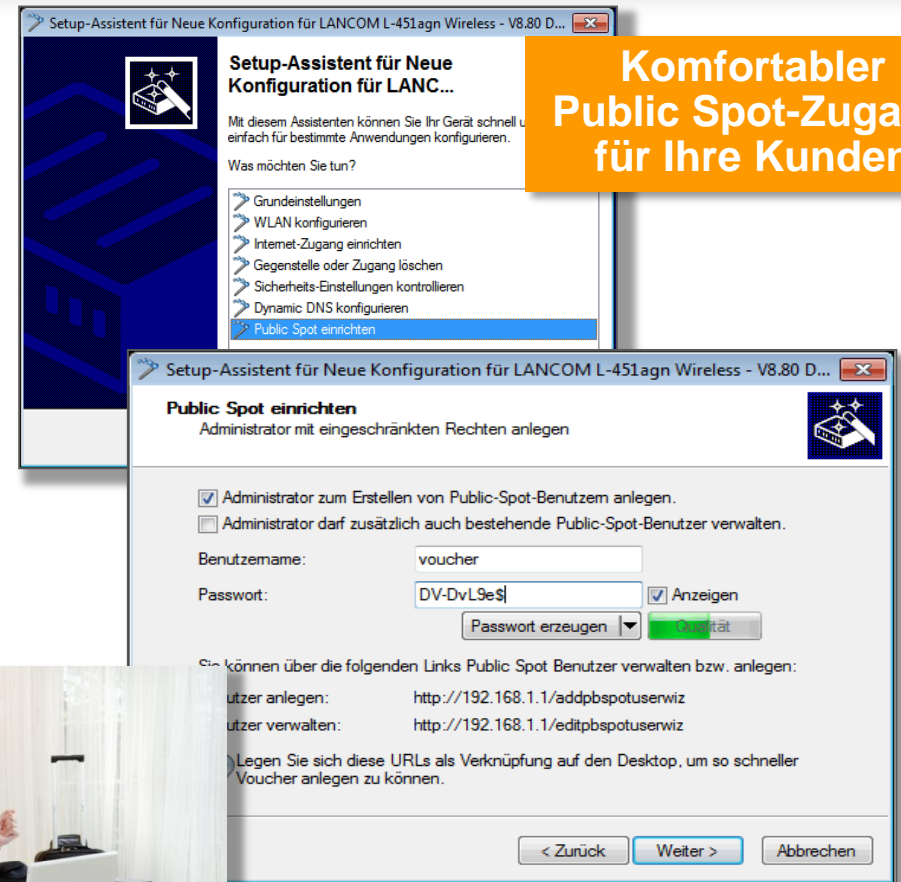 Setup-Assistent für Neue Konfiguration für LANCOM L-451agn Wireless - V8.80 D...
Komfortabler
Public Spot-Zuga
für Ihre Kunden
Setup-Assistent für Neue
Konfiguration für LANC...
Mit diesem Assistenten können Sie Ihr Gerät schnell u
einfach für bestimmte Anwendungen konfigurieren.
Was möchten Sie tun?
Grundeinstellungen
WLAN konfigurieren
Internet-Zugang einrichten
Gegenstelle oder Zugang löschen
Sicherheits-Einstellungen kontrollieren
Dynamic DNS konfigurieren
Public Spot einrichten
Setup-Assistent für Neue Konfiguration für LANCOM L-451agn Wireless - V8.80 D...
Public Spot einrichten
Administrator mit eingeschränkten Rechten anlegen
Administrator zum Erstellen von Public-Spot-Benutzern anlegen.
Administrator darf zusätzlich auch bestehende Public-Spot-Benutzer verwalten.
Benutzername: voucher
Passwort: DV-DvL9e$ Anzeigen
Passwort erzeugen Qualität
Sie können über die folgenden Links Public Spot Benutzer verwalten bzw. anlegen:
utzer anlegen: http://192.168.1.1/addpbspotuserwiz
utzer verwalten: http://192.168.1.1/editpbspotuserwiz
Legen Sie sich diese URLs als Verknüpfung auf den Desktop, um so schneller
Voucher anlegen zu können.
< Zurück Weiter > Abbrechen